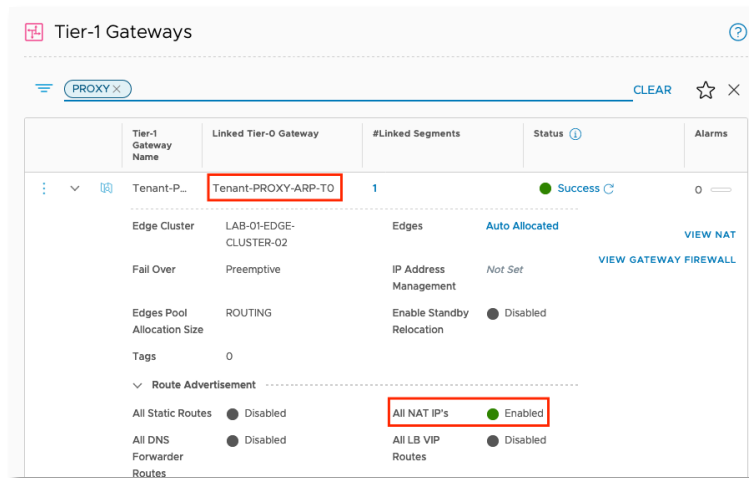 Tier-1 Gateways
PROXY
CLEAR
Tier-1 Gateway Name
Linked Tier-0 Gateway
#Linked Segments
Status
Alarms
Tenant-P...
Tenant-PROXY-ARP-T0
1
Success
0
Edge Cluster
LAB-01-EDGE-
CLUSTER-02
Edges
Auto Allocated
VIEW NAT
VIEW GATEWAY FIREWALL
Fail Over
Preemptive
IP Address
Management
Not Set
Edges Pool
Allocation Size
ROUTING
Enable Standby
Relocation
Disabled
Tags
0
Route Advertisement
All Static Routes
Disabled
All NAT IP's
Enabled
All DNS
Forwarder
Routes
Disabled
All LB VIP
Routes
Disabled